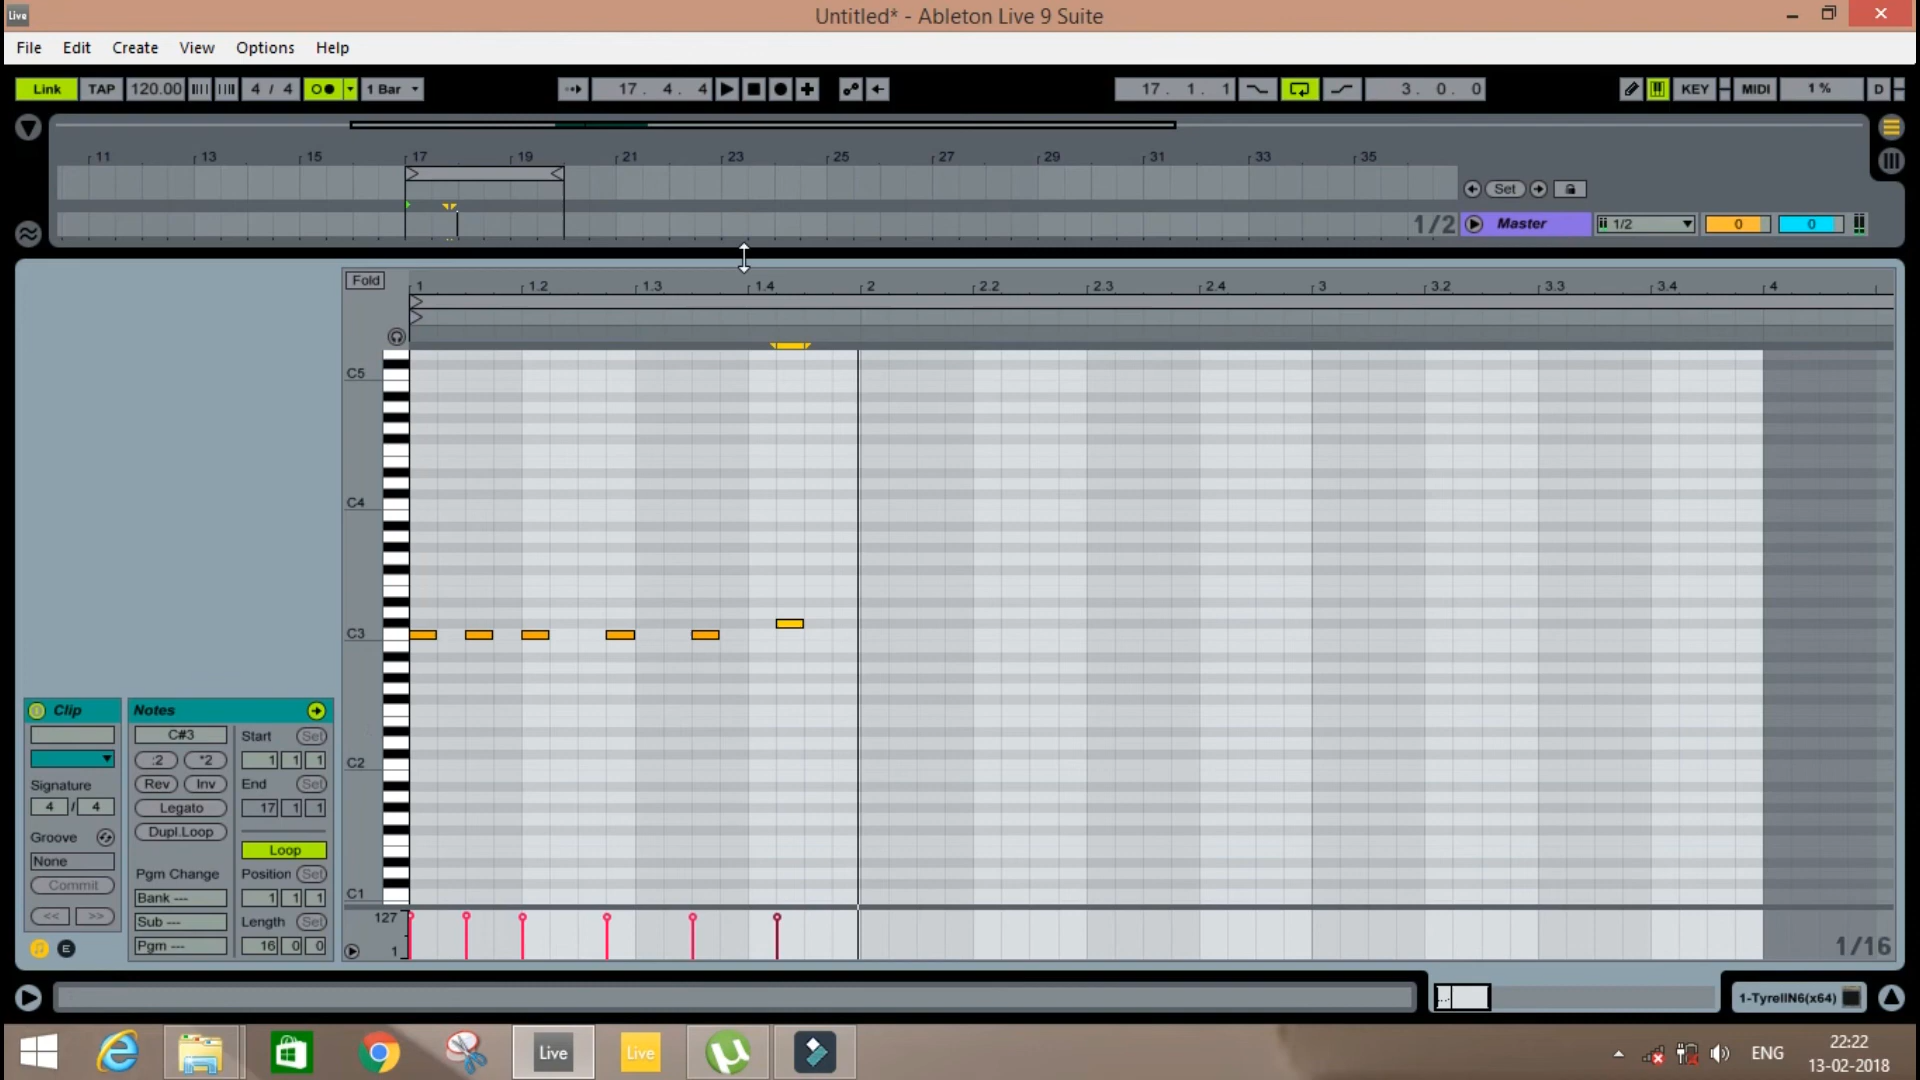 Live
Untitled* - Ableton Live 9 Suite
File Edit Create View Options Help
Link TAP 120.00 4 / 4 1 Bar 17 . 4 . 4 17 . 1 . 1 3 . 0 . 0 KEY MIDI 1 % D
11 13 15 17 19 21 23 25 27 29 31 33 35
Set
1/2 Master 1/2 0 0
Fold 1 1.2 1.3 1.4 2 2.2 2.3 2.4 3 3.2 3.3 3.4 4
C5
C4
C3
C2
C1
Clip
Signature
4 / 4
Groove
None
Commit
<< >>
E
Notes
C#3
:2 *2
Rev Inv
Legato
Dupl.Loop
Pgm Change
Bank ---
Sub ---
Pgm ---
Start Set
1 1 1
End Set
17 1 1
Loop
Position Set
1 1 1
Length Set
16 0 0
127
1
1/16
1-TyrellN6(x64)
Live Live µ ENG
22:22
13-02-2018